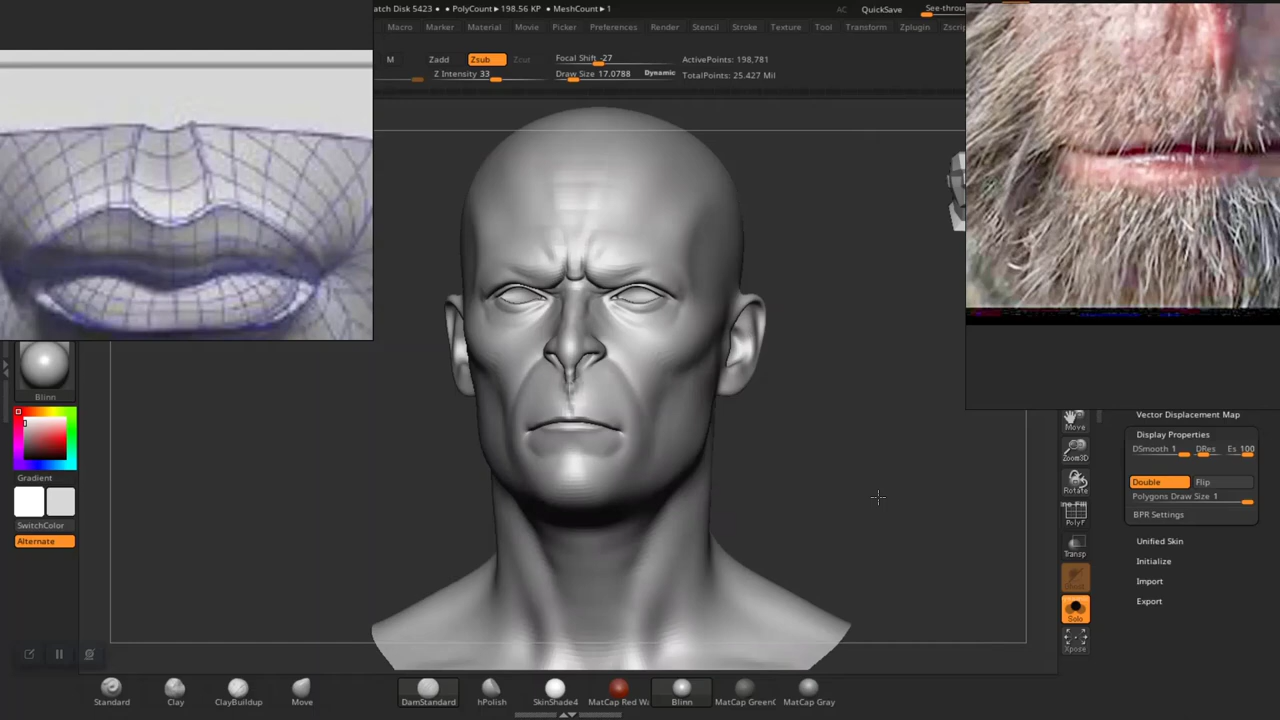 atch Disk 5423 ● PolyCount▸198.56 KP ● MeshCount▸1
AC QuickSave See-throu
Macro Marker Material Movie Picker Preferences Render Stencil Stroke Texture Tool Transform Zplugin Zscrip
M Zadd Zsub Zcut Focal Shift -27 ActivePoints: 198,781
Z Intensity 33 Draw Size 17.0788 Dynamic TotalPoints: 25.427 Mil
Blinn
Gradient
SwitchColor
Alternate
Move
Zoom3D
Rotate
PolyF
Transp
Solo
Xpose
Vector Displacement Map
Display Properties
DSmooth 1 DRes Es 100
Double Flip
Polygons Draw Size 1
BPR Settings
Unified Skin
Initialize
Import
Export
Standard Clay ClayBuildup Move DamStandard hPolish SkinShade4 MatCap Red Wa Blinn MatCap GreenC MatCap Gray